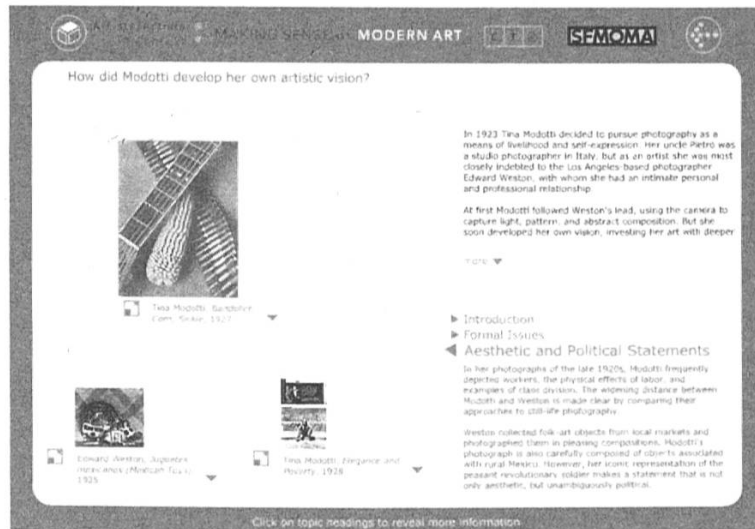 MAKING SENSE OF MODERN ART
SFMOMA
How did Modotti develop her own artistic vision?
In 1923 Tina Modotti decided to pursue photography as a
means of livelihood and self-expression. Her uncle Pietro was
a studio photographer in Italy, but as an artist she was most
closely indebted to the Los Angeles-based photographer
Edward Weston, with whom she had an intimate personal
and professional relationship.
At first Modotti followed Weston's lead, using the camera to
capture light, pattern, and abstract composition. But she
soon developed her own vision, investing her art with deeper
more
Tina Modotti, Bandolier,
Corn, Guitar, 1927
Introduction
Formal Issues
Aesthetic and Political Statements
In her photographs of the late 1920s, Modotti frequently
depicted workers, the physical effects of labor, and
examples of class division. The widening distance between
Modotti and Weston is made clear by comparing their
approaches to still-life photography.
Weston collected folk-art objects from local markets and
photographed them in pleasing compositions. Modotti's
photograph is also carefully composed of objects associated
with rural Mexico. However, her iconic representation of the
peasant revolutionary soldier makes a statement that is not
only aesthetic, but unambiguously political.
Edward Weston, Juguetes
mexicanos (Mexican Toys)
1925
Tina Modotti, Elegance and
Poverty, 1928
Click on topic headings to reveal more information